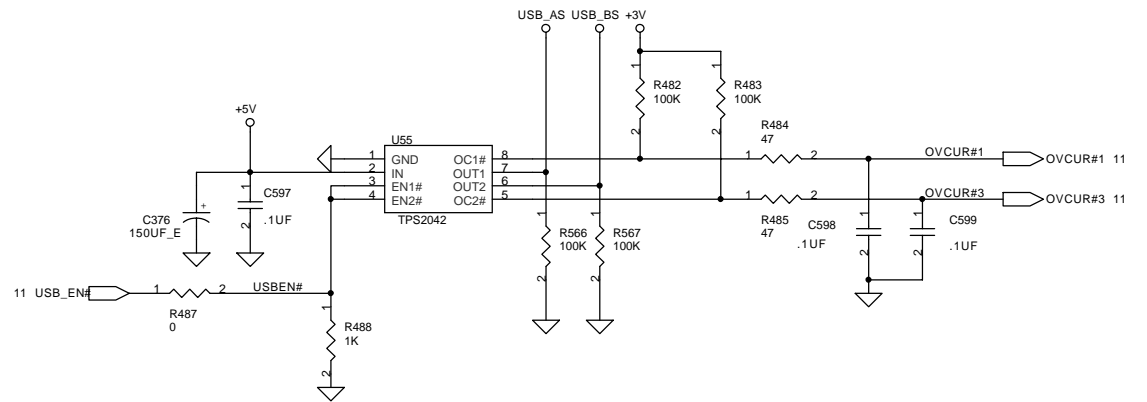 USB_AS USB_BS +3V
1 1
R482 R483
100K 100K
2 2
+5V
R484
47
U55
1 GND OC1# 8 1 2 OVCUR#1 OVCUR#1 11
2 IN OUT1 7
3 EN1# OUT2 6
4 EN2# OC2# 5 1 2 OVCUR#3 OVCUR#3 11
TPS2042
R485
47
1 C597
2 .1UF
+
C376
150UF_E
1 1
R566 R567
100K 100K
2 2
1 C598
2 .1UF
1 C599
2 .1UF
11 USB_EN# 1 2 USBEN#
R487
0
1
R488
1K
2